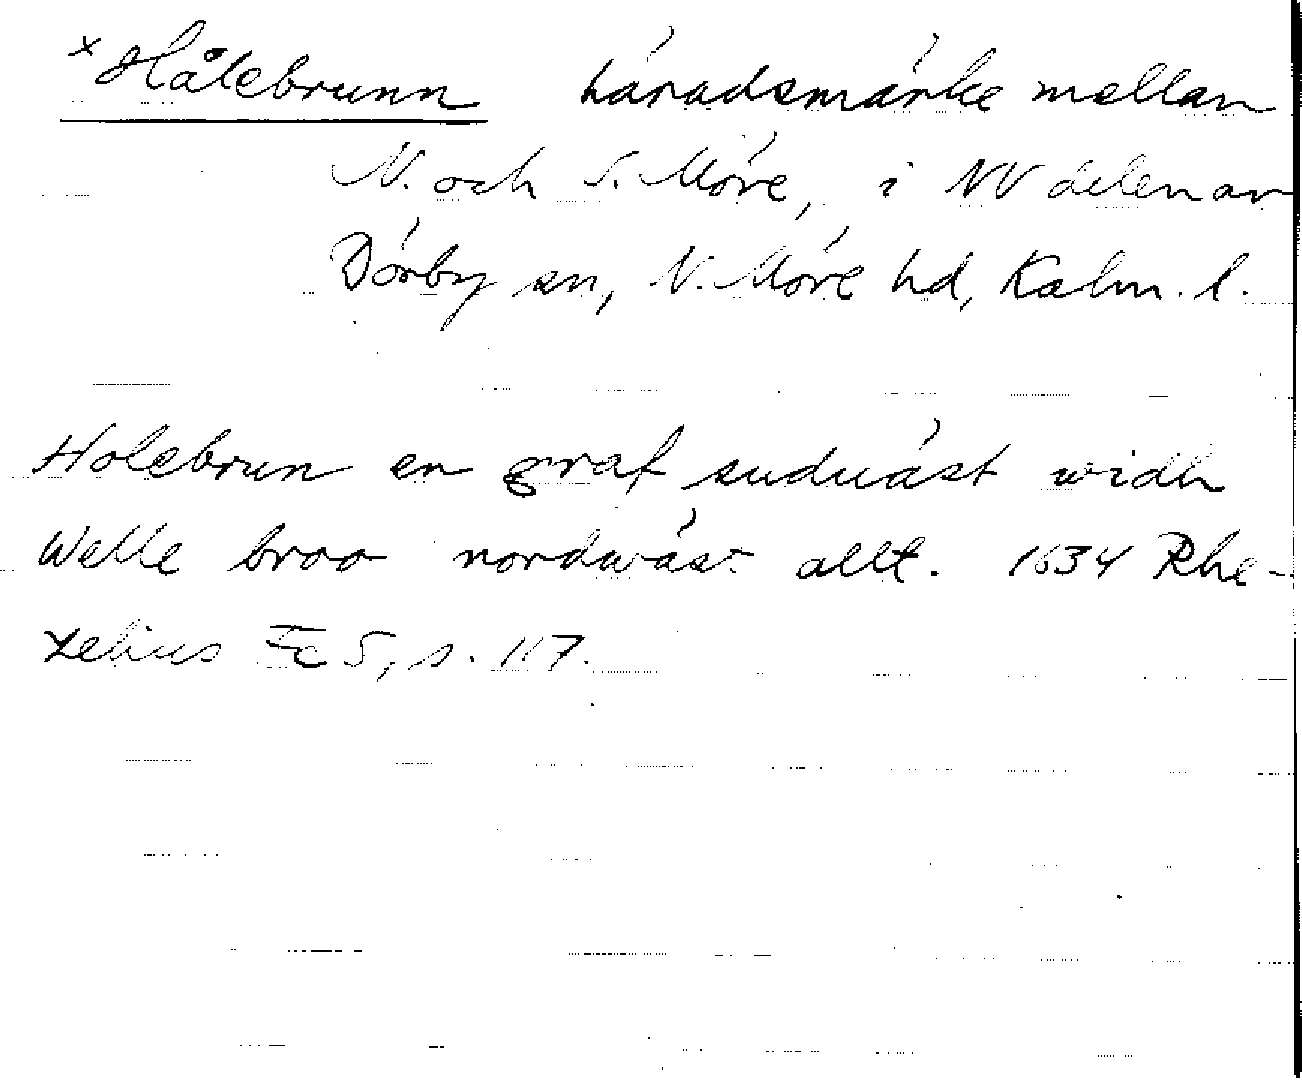 ×Hålebrunn häradsmärke mellan
N. och S. Möre, i NV delen av
Dörby sn, N. Möre hd, Kalm. l.
Holebrun en graf suduäst widh
Welle broo nordwäst allt. 1634 Rhe-
zelius Fc 5, s. 117.